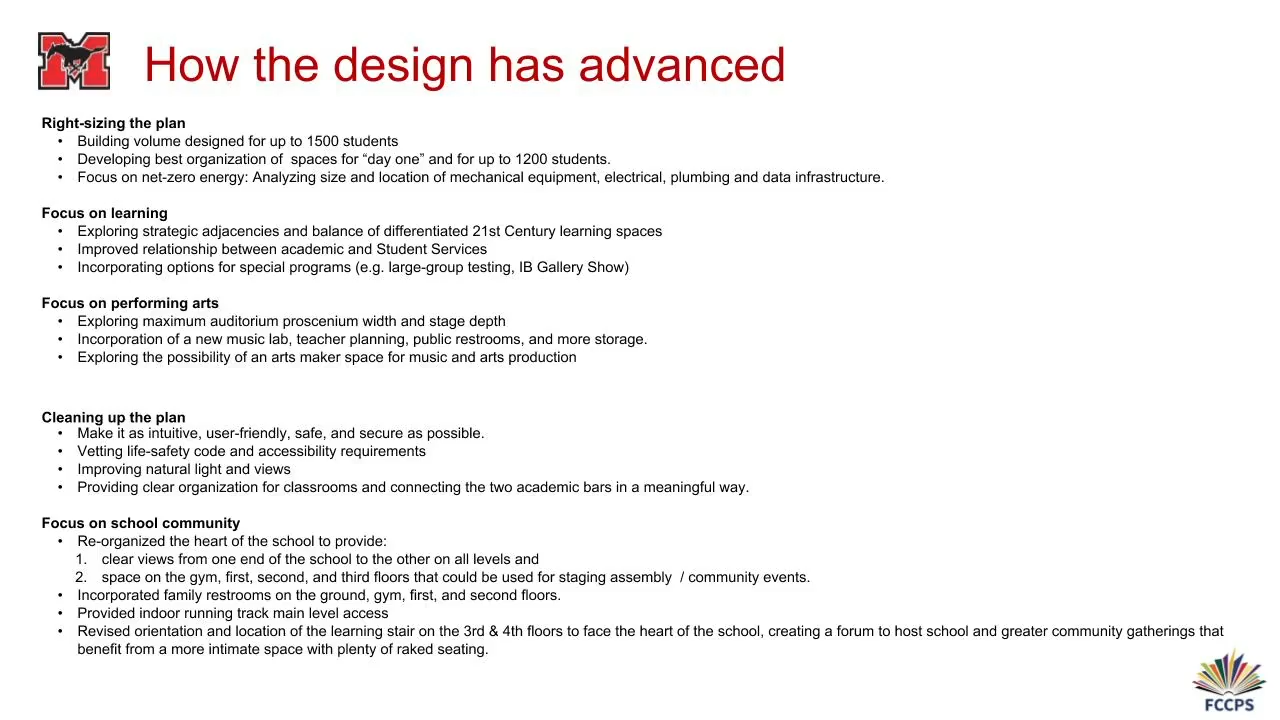 M
How the design has advanced
Right-sizing the plan
• Building volume designed for up to 1500 students
• Developing best organization of spaces for “day one” and for up to 1200 students.
• Focus on net-zero energy: Analyzing size and location of mechanical equipment, electrical, plumbing and data infrastructure.
Focus on learning
• Exploring strategic adjacencies and balance of differentiated 21st Century learning spaces
• Improved relationship between academic and Student Services
• Incorporating options for special programs (e.g. large-group testing, IB Gallery Show)
Focus on performing arts
• Exploring maximum auditorium proscenium width and stage depth
• Incorporation of a new music lab, teacher planning, public restrooms, and more storage.
• Exploring the possibility of an arts maker space for music and arts production
Cleaning up the plan
• Make it as intuitive, user-friendly, safe, and secure as possible.
• Vetting life-safety code and accessibility requirements
• Improving natural light and views
• Providing clear organization for classrooms and connecting the two academic bars in a meaningful way.
Focus on school community
• Re-organized the heart of the school to provide:
1. clear views from one end of the school to the other on all levels and
2. space on the gym, first, second, and third floors that could be used for staging assembly / community events.
• Incorporated family restrooms on the ground, gym, first, and second floors.
• Provided indoor running track main level access
• Revised orientation and location of the learning stair on the 3rd & 4th floors to face the heart of the school, creating a forum to host school and greater community gatherings that
benefit from a more intimate space with plenty of raked seating.
FCCPS